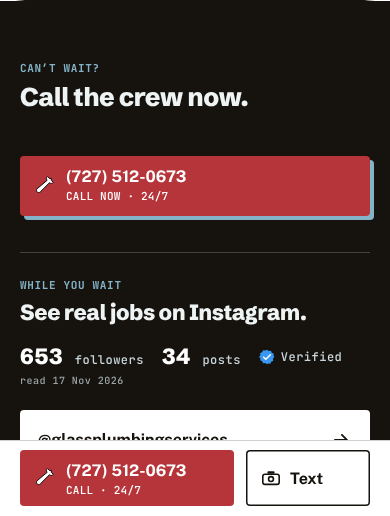 CAN’T WAIT?
Call the crew now.
(727) 512-0673
CALL NOW · 24/7
WHILE YOU WAIT
See real jobs on Instagram.
653 followers 34 posts Verified
read 17 Nov 2026
@glassplumbingservices →
(727) 512-0673
CALL · 24/7
Text